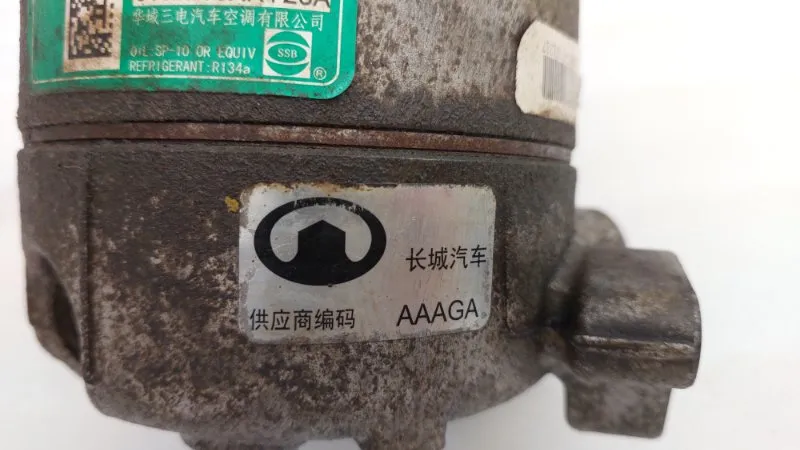 华域三电汽车空调有限公司
OIL:SP-10 OR EQUIV
REFRIGERANT:R134a
SSB
®
长城汽车
供应商编码 AAAGA